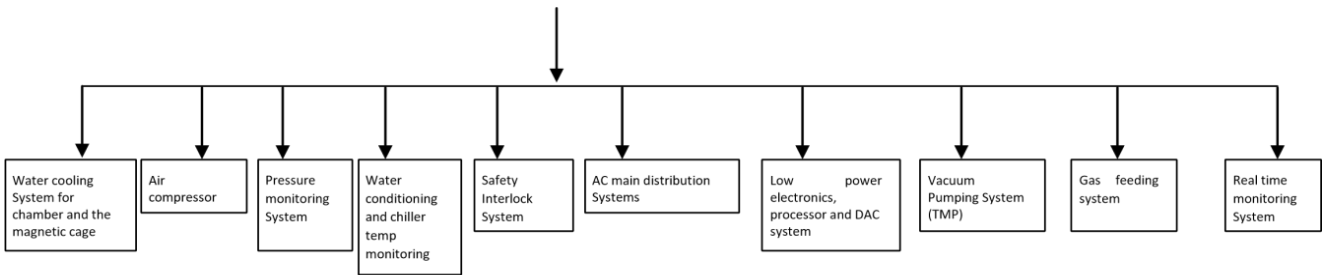 Water cooling
System for
chamber and the
magnetic cage
Air
compressor
Pressure
monitoring
System
Water
conditioning
and chiller
temp
monitoring
Safety
Interlock
System
AC main distribution
Systems
Low power
electronics,
processor and DAC
system
Vacuum
Pumping System
(TMP)
Gas feeding
system
Real time
monitoring
System